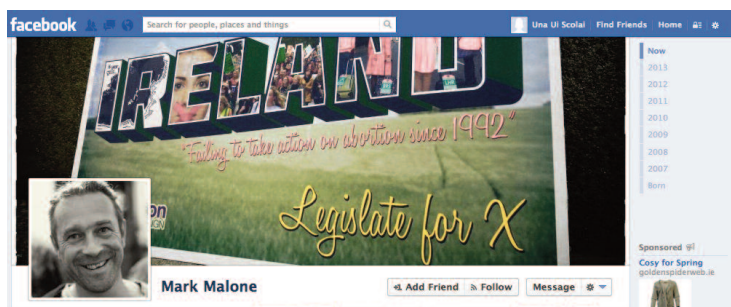 facebook
Search for people, places and things
Una Ui Scolai
Find Friends
Home
Now
2013
2012
2011
2010
2009
2008
2007
Born
IRELAND
"Failing to take action on abortion since 1992"
Legislate for X
Mark Malone
Add Friend
Follow
Message
Sponsored
Cosy for Spring
goldenspiderweb.ie